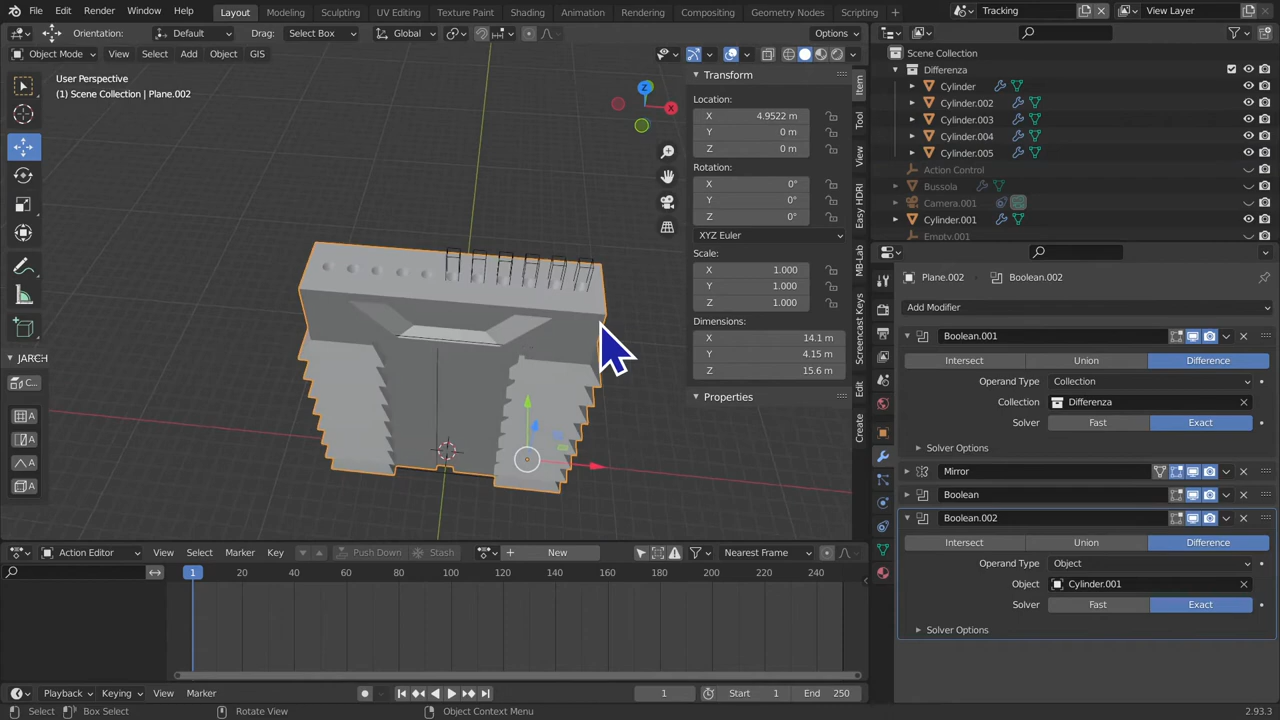 File Edit Render Window Help Layout Modeling Sculpting UV Editing Texture Paint Shading Animation Rendering Compositing Geometry Nodes Scripting + Tracking View Layer
Orientation: Default Drag: Select Box Global Options
Object Mode View Select Add Object GIS
User Perspective
(1) Scene Collection | Plane.002
Z
X
JARCH
C...
A
A
A
A
Transform
Location:
X 4.9522 m
Y 0 m
Z 0 m
Rotation:
X 0°
Y 0°
Z 0°
XYZ Euler
Scale:
X 1.000
Y 1.000
Z 1.000
Dimensions:
X 14.1 m
Y 4.15 m
Z 15.6 m
Properties
Item
Tool
View
Easy HDRI
MB-Lab
Screencast Keys
FLIP Fluids
Edit
Create
Scene Collection
Differenza
Cylinder
Cylinder.002
Cylinder.003
Cylinder.004
Cylinder.005
Action Control
Bussola
Camera.001
Cylinder.001
Empty.001
Plane.002 Boolean.002
Add Modifier
Boolean.001
Intersect Union Difference
Operand Type Collection
Collection Differenza
Solver Fast Exact
Solver Options
Mirror
Boolean
Boolean.002
Intersect Union Difference
Operand Type Object
Object Cylinder.001
Solver Fast Exact
Solver Options
Action Editor View Select Marker Key Push Down Stash New Nearest Frame
1 20 40 60 80 100 120 140 160 180 200 220 240
Playback Keying View Marker 1 Start 1 End 250
Select Box Select Rotate View Object Context Menu 2.93.3